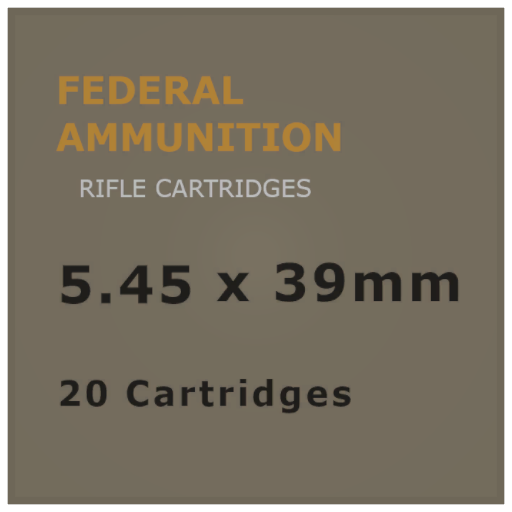 FEDERAL
AMMUNITION
RIFLE CARTRIDGES
5.45 x 39mm
20 Cartridges